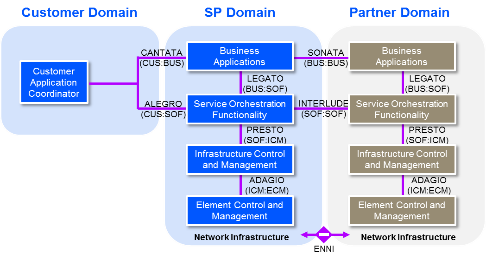 Customer Domain
SP Domain
Partner Domain
CANTATA
(CUS:BUS)
Business
Applications
SONATA
(BUS:BUS)
Business
Applications
Customer
Application
Coordinator
LEGATO
(BUS:SOF)
LEGATO
(BUS:SOF)
ALEGRO
(CUS:SOF)
Service Orchestration
Functionality
INTERLUDE
(SOF:SOF)
Service Orchestration
Functionality
PRESTO
(SOF:ICM)
PRESTO
(SOF:ICM)
Infrastructure Control
and Management
Infrastructure Control
and Management
ADAGIO
(ICM:ECM)
ADAGIO
(ICM:ECM)
Element Control and
Management
Element Control and
Management
Network Infrastructure
Network Infrastructure
ENNI